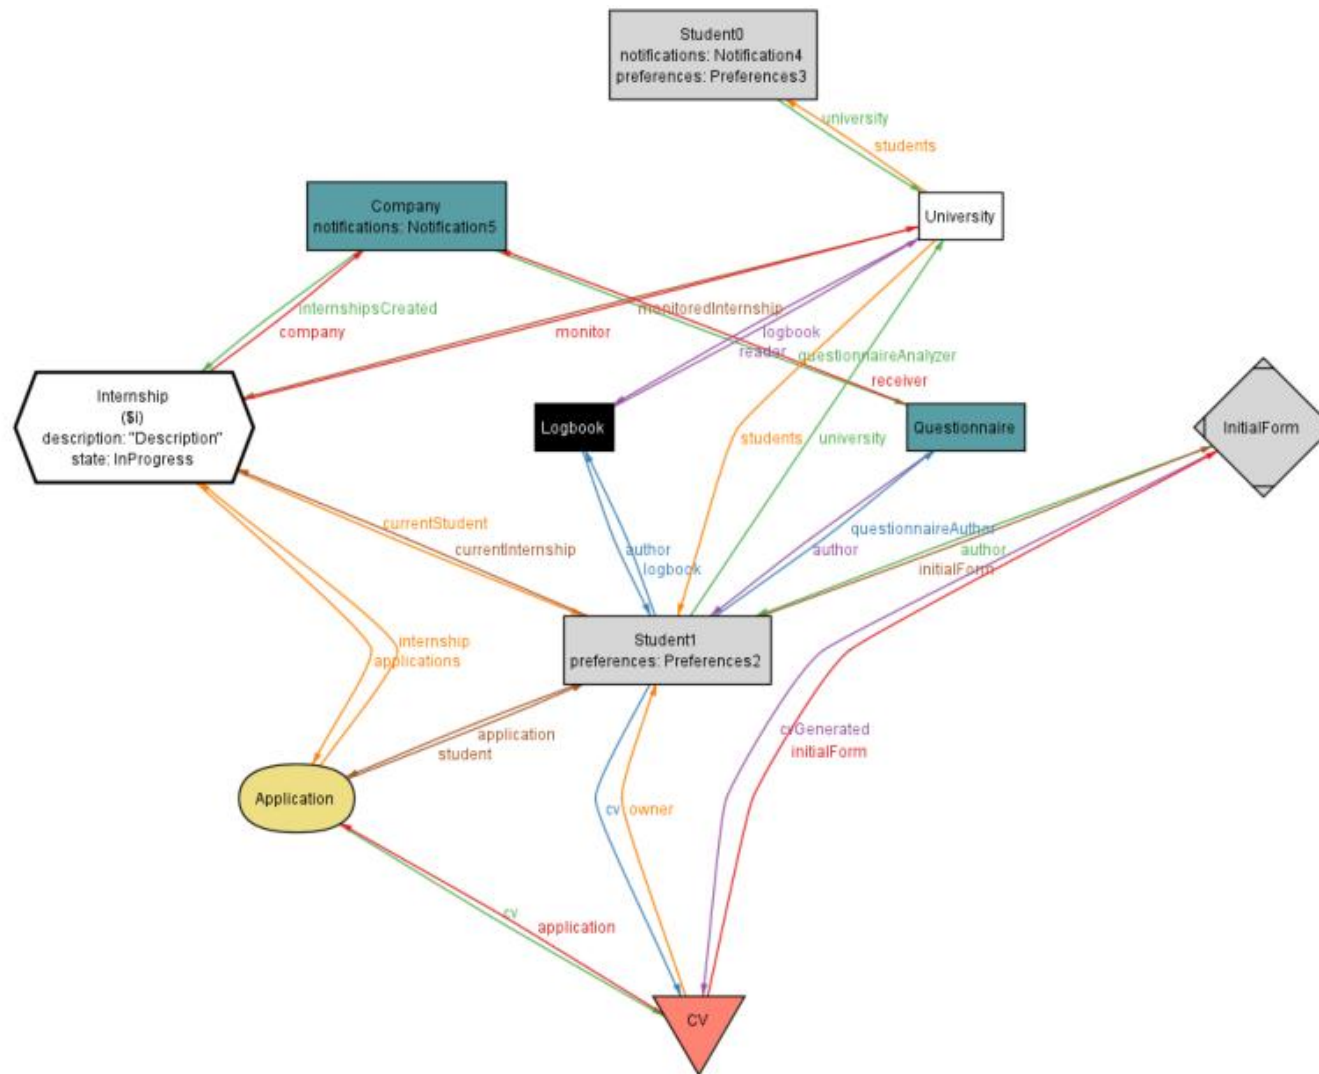 Student0
notifications: Notification4
preferences: Preferences3
university
students
Company
notifications: Notification5
University
internshipsCreated
company
monitor
monitoredInternship
logbook
reader
questionnaireAnalyzer
receiver
Internship
($i)
description: "Description"
state: InProgress
Logbook
Questionnaire
InitialForm
students
university
currentStudent
currentInternship
author
logbook
questionnaireAuthor
author
author
initialForm
Student1
preferences: Preferences2
internship
applications
application
student
cvGenerated
initialForm
Application
cv
owner
cv
application
CV